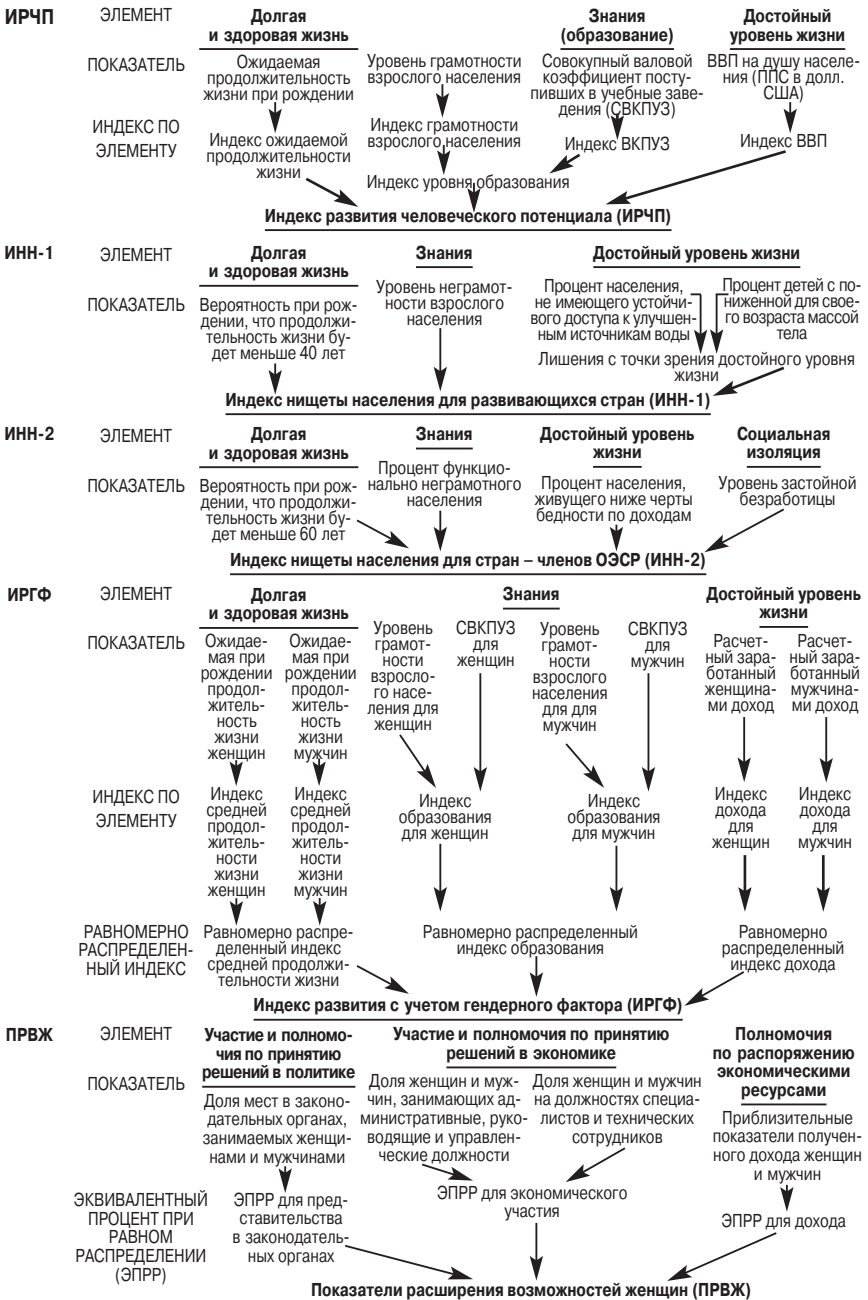 ИРЧП
ЭЛЕМЕНТ
Долгая
и здоровая жизнь
Знания
(образование)
Достойный
уровень жизни
ПОКАЗАТЕЛЬ
Ожидаемая
продолжительность
жизни при рождении
Уровень грамотности
взрослого населения
Совокупный валовой
коэффициент посту-
пивших в учебные заве-
дения (СВКПУЗ)
ВВП на душу населе-
ния (ППС в долл.
США)
ИНДЕКС ПО
ЭЛЕМЕНТУ
Индекс ожидаемой
продолжительности
жизни
Индекс грамотности
взрослого населения
Индекс ВКПУЗ
Индекс ВВП
Индекс уровня образования
Индекс развития человеческого потенциала (ИРЧП)
ИНН-1
ЭЛЕМЕНТ
Долгая
и здоровая жизнь
Знания
Достойный уровень жизни
ПОКАЗАТЕЛЬ
Вероятность при рож-
дении, что продолжи-
тельность жизни бу-
дет меньше 40 лет
Уровень неграмот-
ности взрослого
населения
Процент населения,
не имеющего устойчи-
вого доступа к улучшен-
ным источникам воды
Процент детей с по-
ниженной для свое-
го возраста массой
тела
Лишения с точки зрения достойного уровня
жизни
Индекс нищеты населения для развивающихся стран (ИНН-1)
ИНН-2
ЭЛЕМЕНТ
Долгая
и здоровая жизнь
Знания
Достойный уровень
жизни
Социальная
изоляция
ПОКАЗАТЕЛЬ
Вероятность при рож-
дении, что продолжи-
тельность жизни бу-
дет меньше 60 лет
Процент функцио-
нально неграмотного
населения
Процент населения,
живущего ниже черты
бедности по доходам
Уровень застойной
безработицы
Индекс нищеты населения для стран – членов ОЭСР (ИНН-2)
ИРГФ
ЭЛЕМЕНТ
Долгая
и здоровая жизнь
Знания
Достойный уровень
жизни
ПОКАЗАТЕЛЬ
Ожидае-
мая при
рождении
продол-
житель-
ность
жизни
женщин
Ожидае-
мая при
рождении
продол-
житель-
ность
жизни
мужчин
Уровень
грамот-
ности
взросло-
го насе-
ления для
женщин
СВКПУЗ
для
женщин
Уровень
грамот-
ности
взрослого
населения
для для
мужчин
СВКПУЗ
для
мужчин
Расчет-
ный зара-
ботанный
женщина-
ми доход
Расчет-
ный зара-
ботанный
мужчина-
ми доход
ИНДЕКС ПО
ЭЛЕМЕНТУ
Индекс
средней
продол-
житель-
ности
жизни
женщин
Индекс
средней
продол-
житель-
ности
жизни
мужчин
Индекс
образования
для женщин
Индекс
образования
для мужчин
Индекс
дохода
для
женщин
Индекс
дохода
для
мужчин
РАВНОМЕРНО
РАСПРЕДЕЛЕН-
НЫЙ ИНДЕКС
Равномерно распре-
деленный индекс
средней продолжи-
тельности жизни
Равномерно распределенный
индекс образования
Равномерно
распределенный
индекс дохода
Индекс развития с учетом гендерного фактора (ИРГФ)
ПРВЖ
ЭЛЕМЕНТ
Участие и полномо-
чия по принятию
решений в политике
Участие и полномочия по принятию
решений в экономике
Полномочия
по распоряжению
экономическими
ресурсами
ПОКАЗАТЕЛЬ
Доля мест в законо-
дательных органах,
занимаемых женщи-
нами и мужчинами
Доля женщин и муж-
чин, занимающих ад-
министративные, руко-
водящие и управлен-
ческие должности
Доля женщин и мужчин
на должностях специа-
листов и технических
сотрудников
Приблизительные
показатели получен-
ного дохода женщин
и мужчин
ЭКВИВАЛЕНТНЫЙ
ПРОЦЕНТ ПРИ
РАВНОМ
РАСПРЕДЕЛЕНИИ
(ЭПРР)
ЭПРР для пред-
ставительства
в законодатель-
ных органах
ЭПРР для экономического
участия
ЭПРР для дохода
Показатели расширения возможностей женщин (ПРВЖ)